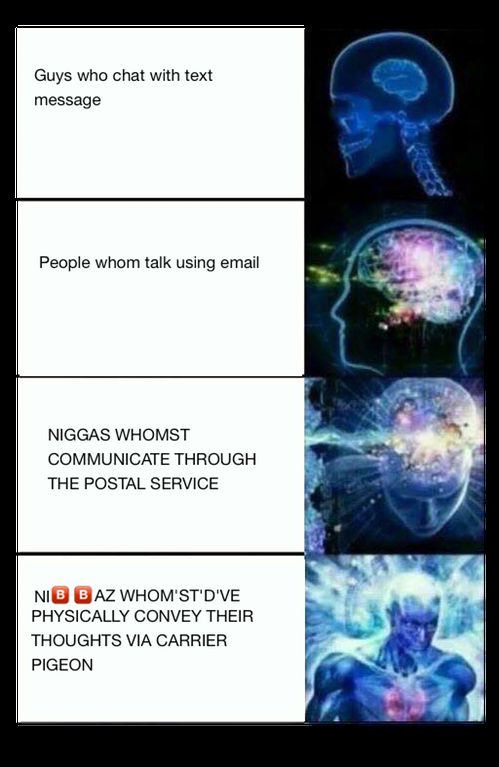 Guys who chat with text
message
People whom talk using email
NIGGAS WHOMST
COMMUNICATE THROUGH
THE POSTAL SERVICE
NI🅱️ 🅱️AZ WHOM'ST'D'VE
PHYSICALLY CONVEY THEIR
THOUGHTS VIA CARRIER
PIGEON